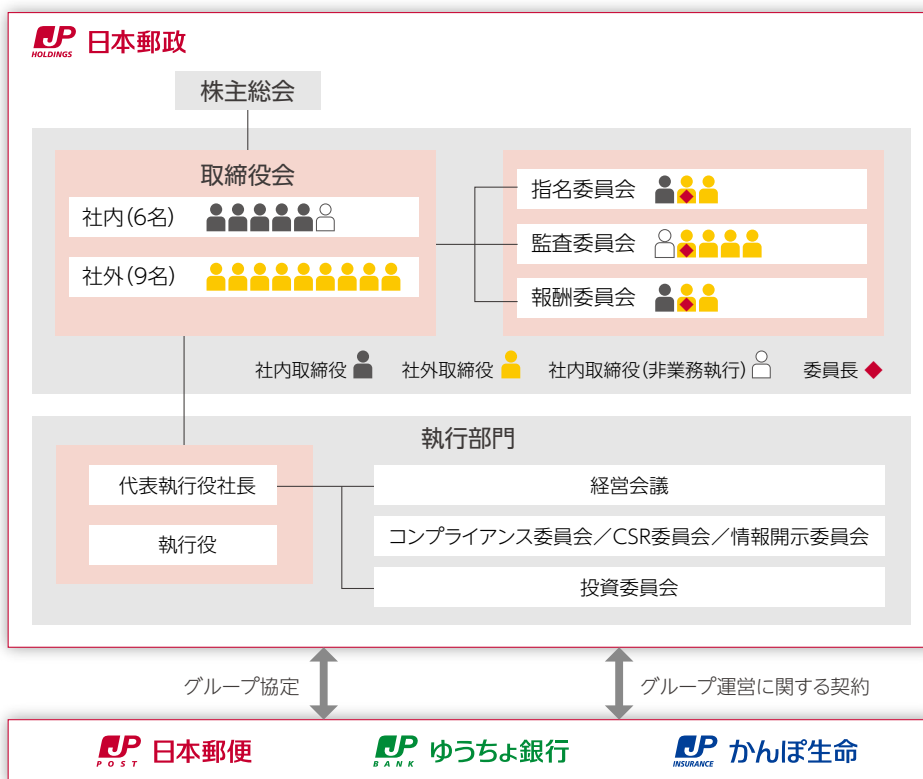 JP
HOLDINGS
日本郵政
株主総会
取締役会
社内(6名)
社外(9名)
指名委員会
監査委員会
報酬委員会
社内取締役
社外取締役
社内取締役(非業務執行)
委員長
執行部門
代表執行役社長
執行役
経営会議
コンプライアンス委員会／CSR委員会／情報開示委員会
投資委員会
グループ協定
グループ運営に関する契約
JP
POST
日本郵便
JP
BANK
ゆうちょ銀行
JP
INSURANCE
かんぽ生命